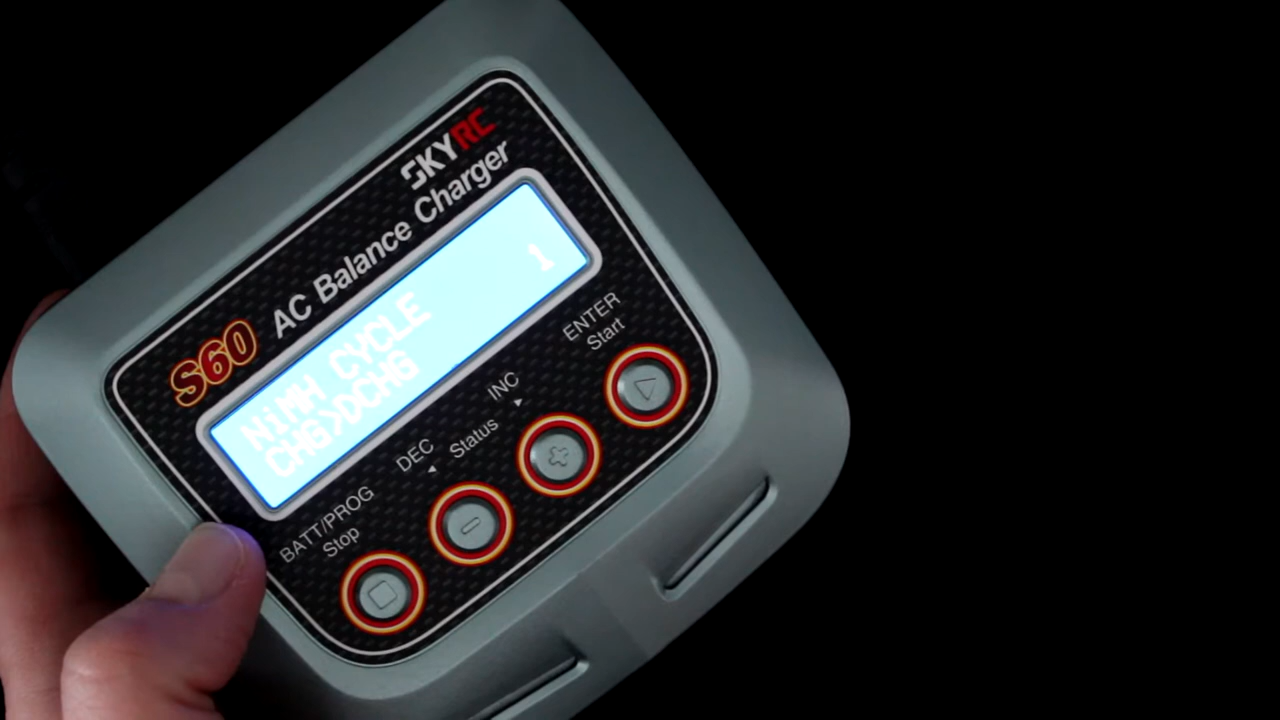 SKYRC
S60 AC Balance Charger
NiMH CYCLE 1
CHG>DCHG
BATT/PROG
Stop
DEC
Status
INC
ENTER
Start